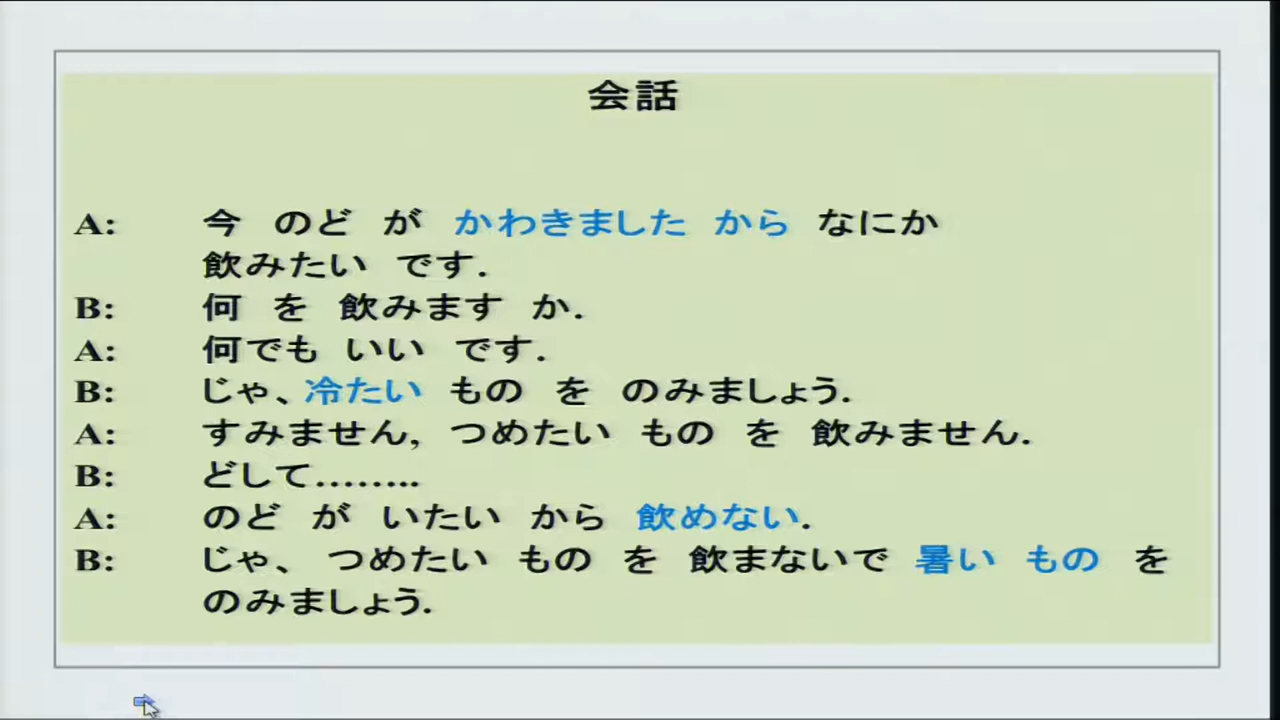 会話
A: 今 のど が かわきました から なにか
飲みたい です.
B: 何 を 飲みます か.
A: 何でも いい です.
B: じゃ、冷たい もの を のみましょう.
A: すみません, つめたい もの を 飲みません.
B: どして........
A: のど が いたい から 飲めない.
B: じゃ、 つめたい もの を 飲まないで 暑い もの を
のみましょう.